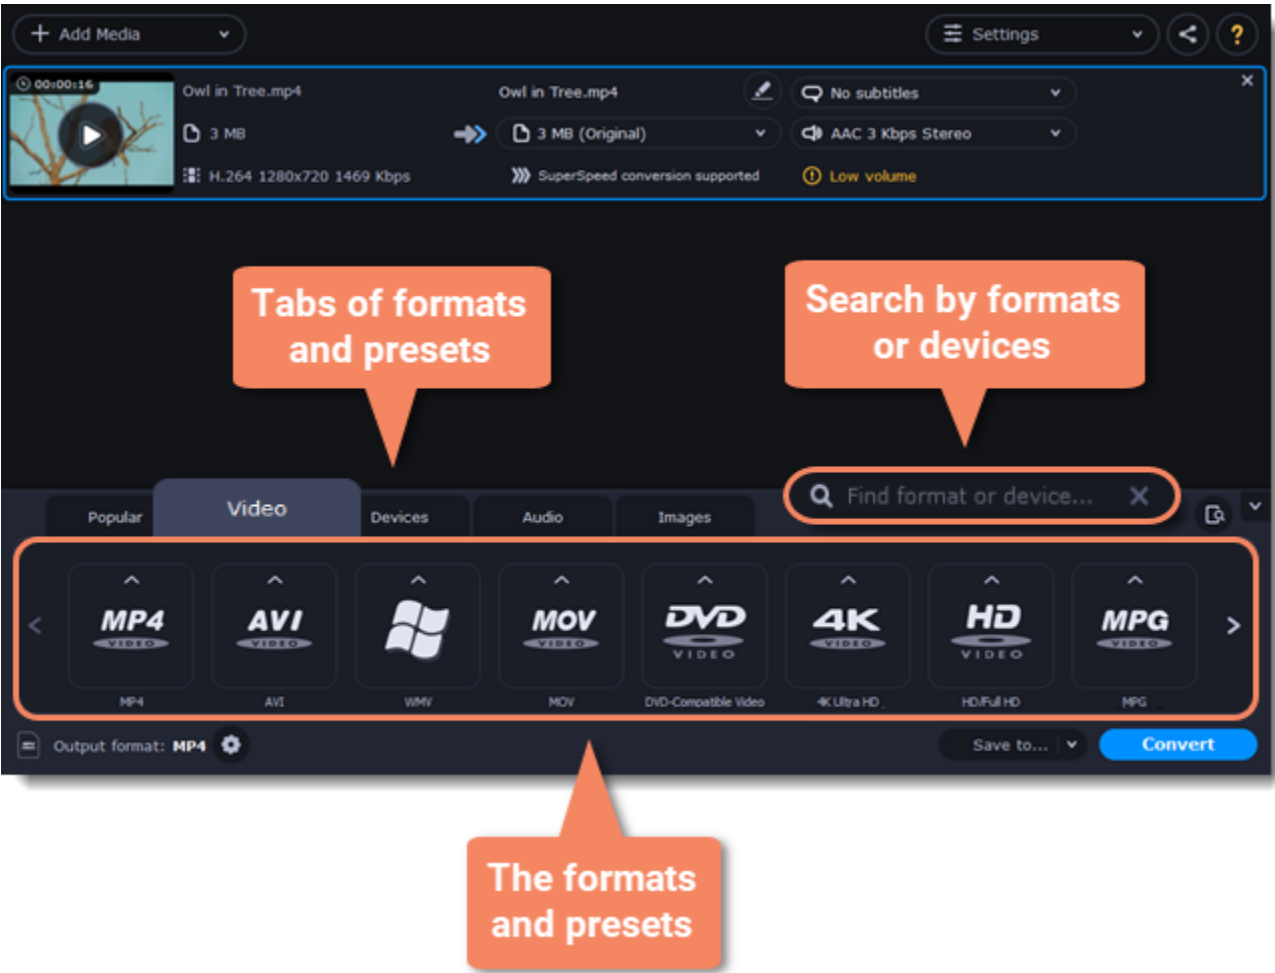 Add Media
Settings
?
00:00:16
Owl in Tree.mp4
Owl in Tree.mp4
No subtitles
3 MB
3 MB (Original)
AAC 3 Kbps Stereo
H.264 1280x720 1469 Kbps
SuperSpeed conversion supported
Low volume
Tabs of formats
and presets
Search by formats
or devices
Popular
Video
Devices
Audio
Images
Find format or device...
MP4
VIDEO
AVI
VIDEO
MOV
VIDEO
DVD
VIDEO
4K
VIDEO
HD
VIDEO
MPG
VIDEO
MP4
AVI
WMV
MOV
DVD-Compatible Video
4K Ultra HD
HD/Full HD
MPG
Output format: MP4
Save to...
Convert
The formats
and presets